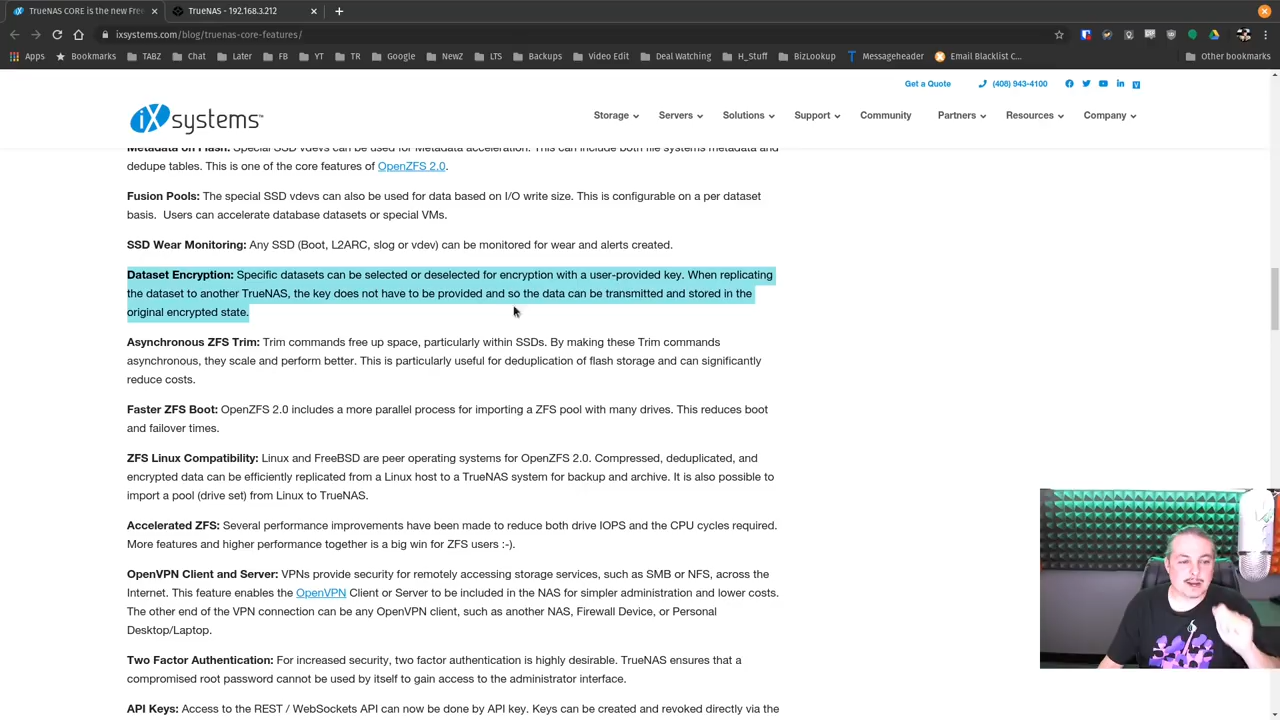 TrueNAS CORE is the new Free
TrueNAS - 192.168.3.212
ixsystems.com/blog/truenas-core-features/
Apps
Bookmarks
TABZ
Chat
Later
FB
YT
TR
Google
NewZ
LTS
Backups
Video Edit
Deal Watching
H_Stuff
BizLookup
Messageheader
Email Blacklist C...
Other bookmarks
Get a Quote
(408) 943-4100
iXsystems
Storage
Servers
Solutions
Support
Community
Partners
Resources
Company
Metadata on Flash: Special SSD vdevs can be used for Metadata acceleration. This can include both file systems metadata and
dedupe tables. This is one of the core features of OpenZFS 2.0.
Fusion Pools: The special SSD vdevs can also be used for data based on I/O write size. This is configurable on a per dataset
basis. Users can accelerate database datasets or special VMs.
SSD Wear Monitoring: Any SSD (Boot, L2ARC, slog or vdev) can be monitored for wear and alerts created.
Dataset Encryption: Specific datasets can be selected or deselected for encryption with a user-provided key. When replicating
the dataset to another TrueNAS, the key does not have to be provided and so the data can be transmitted and stored in the
original encrypted state.
Asynchronous ZFS Trim: Trim commands free up space, particularly within SSDs. By making these Trim commands
asynchronous, they scale and perform better. This is particularly useful for deduplication of flash storage and can significantly
reduce costs.
Faster ZFS Boot: OpenZFS 2.0 includes a more parallel process for importing a ZFS pool with many drives. This reduces boot
and failover times.
ZFS Linux Compatibility: Linux and FreeBSD are peer operating systems for OpenZFS 2.0. Compressed, deduplicated, and
encrypted data can be efficiently replicated from a Linux host to a TrueNAS system for backup and archive. It is also possible to
import a pool (drive set) from Linux to TrueNAS.
Accelerated ZFS: Several performance improvements have been made to reduce both drive IOPS and the CPU cycles required.
More features and higher performance together is a big win for ZFS users :-).
OpenVPN Client and Server: VPNs provide security for remotely accessing storage services, such as SMB or NFS, across the
Internet. This feature enables the OpenVPN Client or Server to be included in the NAS for simpler administration and lower costs.
The other end of the VPN connection can be any OpenVPN client, such as another NAS, Firewall Device, or Personal
Desktop/Laptop.
Two Factor Authentication: For increased security, two factor authentication is highly desirable. TrueNAS ensures that a
compromised root password cannot be used by itself to gain access to the administrator interface.
API Keys: Access to the REST / WebSockets API can now be done by API key. Keys can be created and revoked directly via the